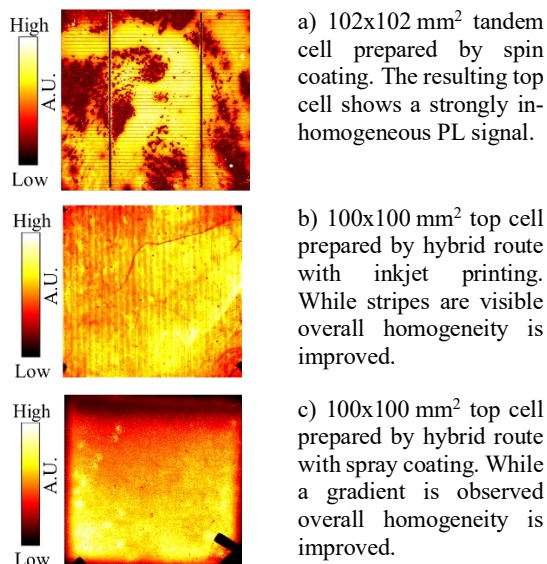 High
A.U.
Low
a) 102x102 mm² tandem
cell prepared by spin
coating. The resulting top
cell shows a strongly in-
homogeneous PL signal.
High
A.U.
Low
b) 100x100 mm² top cell
prepared by hybrid route
with inkjet printing.
While stripes are visible
overall homogeneity is
improved.
High
A.U.
Low
c) 100x100 mm² top cell
prepared by hybrid route
with spray coating. While
a gradient is observed
overall homogeneity is
improved.